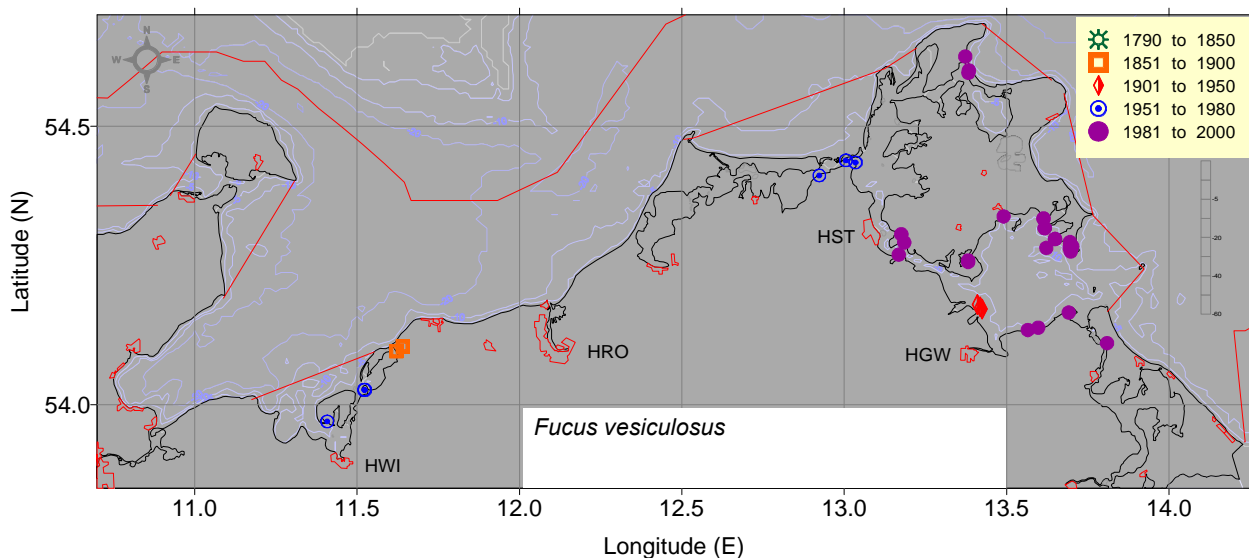 N
W E
S
1790 to 1850
1851 to 1900
1901 to 1950
1951 to 1980
1981 to 2000
54.5
54.0
Latitude (N)
HST
HGW
HRO
HWI
Fucus vesiculosus
-5
-20
-40
-60
11.0 11.5 12.0 12.5 13.0 13.5 14.0
Longitude (E)